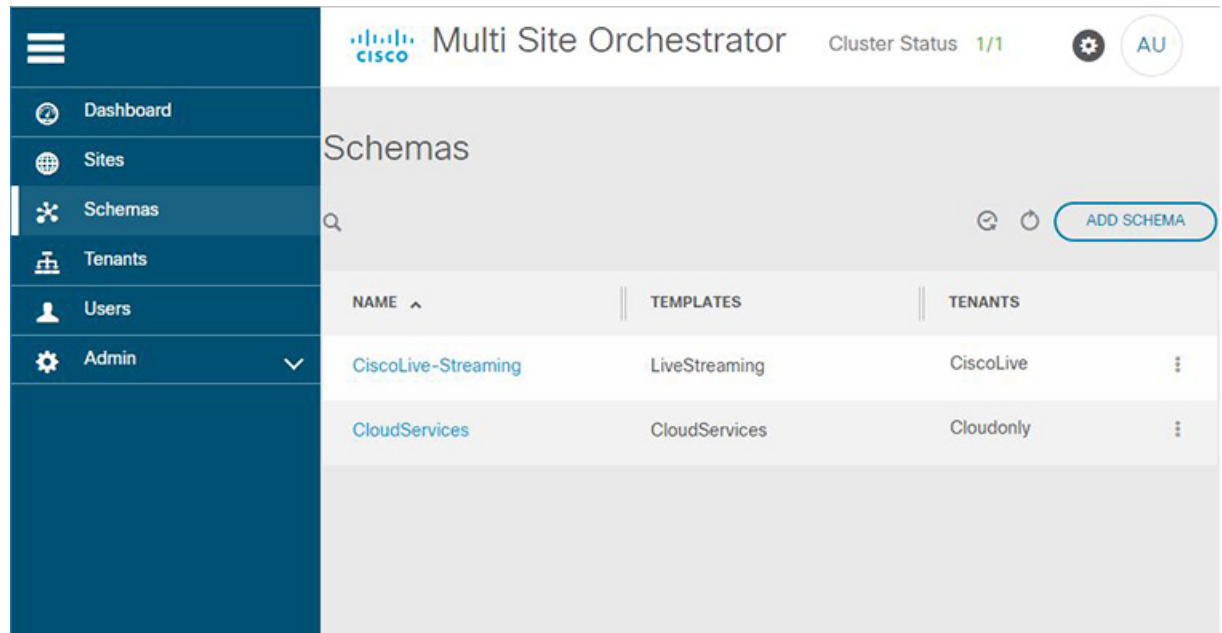 CISCO
Multi Site Orchestrator
Cluster Status 1/1
AU
Dashboard
Sites
Schemas
Tenants
Users
Admin
Schemas
ADD SCHEMA
NAME TEMPLATES TENANTS
CiscoLive-Streaming LiveStreaming CiscoLive
CloudServices CloudServices Cloudonly